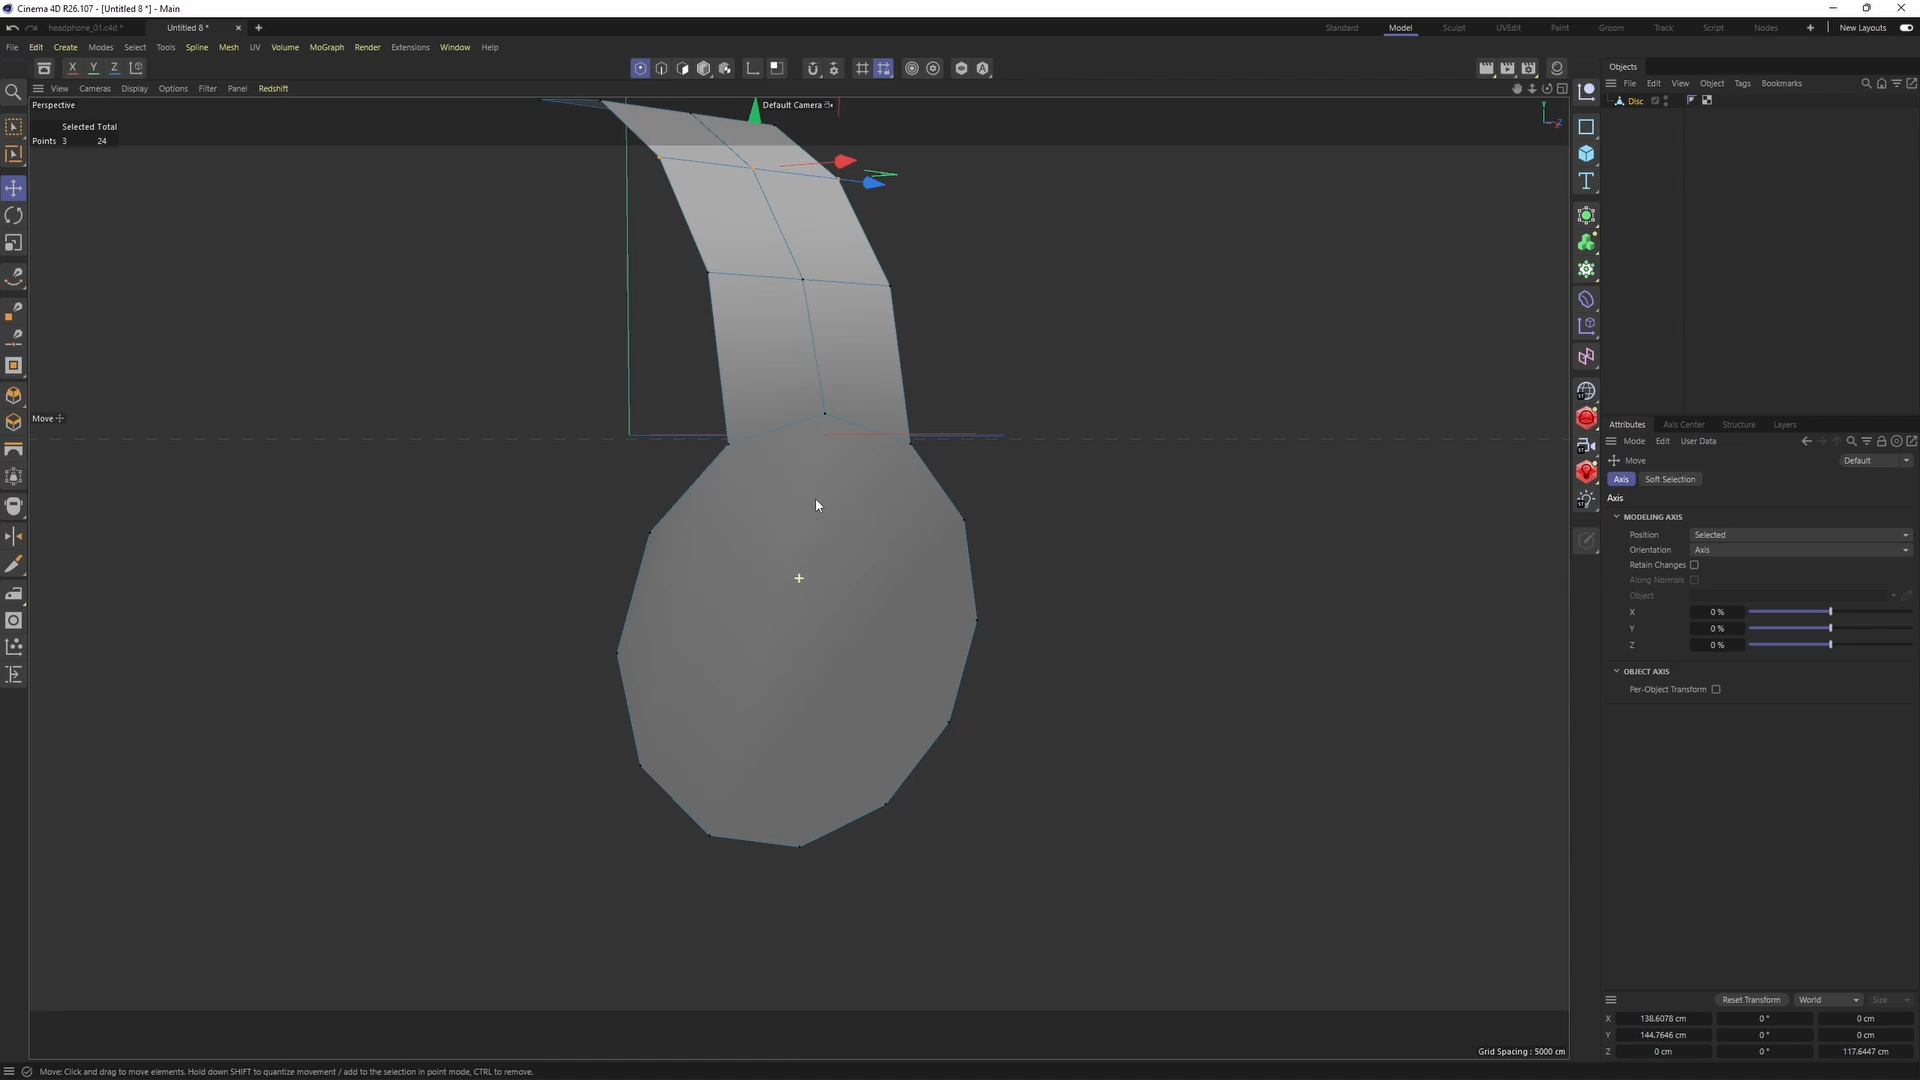 Cinema 4D R26.107 - [Untitled 8 *] - Main
headphone_01.c4d *
Untitled 8 *
Standard Model Sculpt UVEdit Paint Groom Track Script Nodes New Layouts
File Edit Create Modes Select Tools Spline Mesh UV Volume MoGraph Render Extensions Window Help
X Y Z
View Cameras Display Options Filter Panel Redshift
Perspective
Default Camera
Selected Total
Points 3 24
Y
Move
Grid Spacing : 5000 cm
Objects
File Edit View Object Tags Bookmarks
Disc
Attributes Axis Center Structure Layers
Mode Edit User Data
Move
Default
Axis Soft Selection
Axis
MODELING AXIS
Position Selected
Orientation Axis
Retain Changes
Along Normals
Object
X 0 %
Y 0 %
Z 0 %
OBJECT AXIS
Per-Object Transform
Reset Transform World Size
X 138.6078 cm 0 ° 0 cm
Y 144.7646 cm 0 ° 0 cm
Z 0 cm 0 ° 117.6447 cm
Move: Click and drag to move elements. Hold down SHIFT to quantize movement / add to the selection in point mode, CTRL to remove.